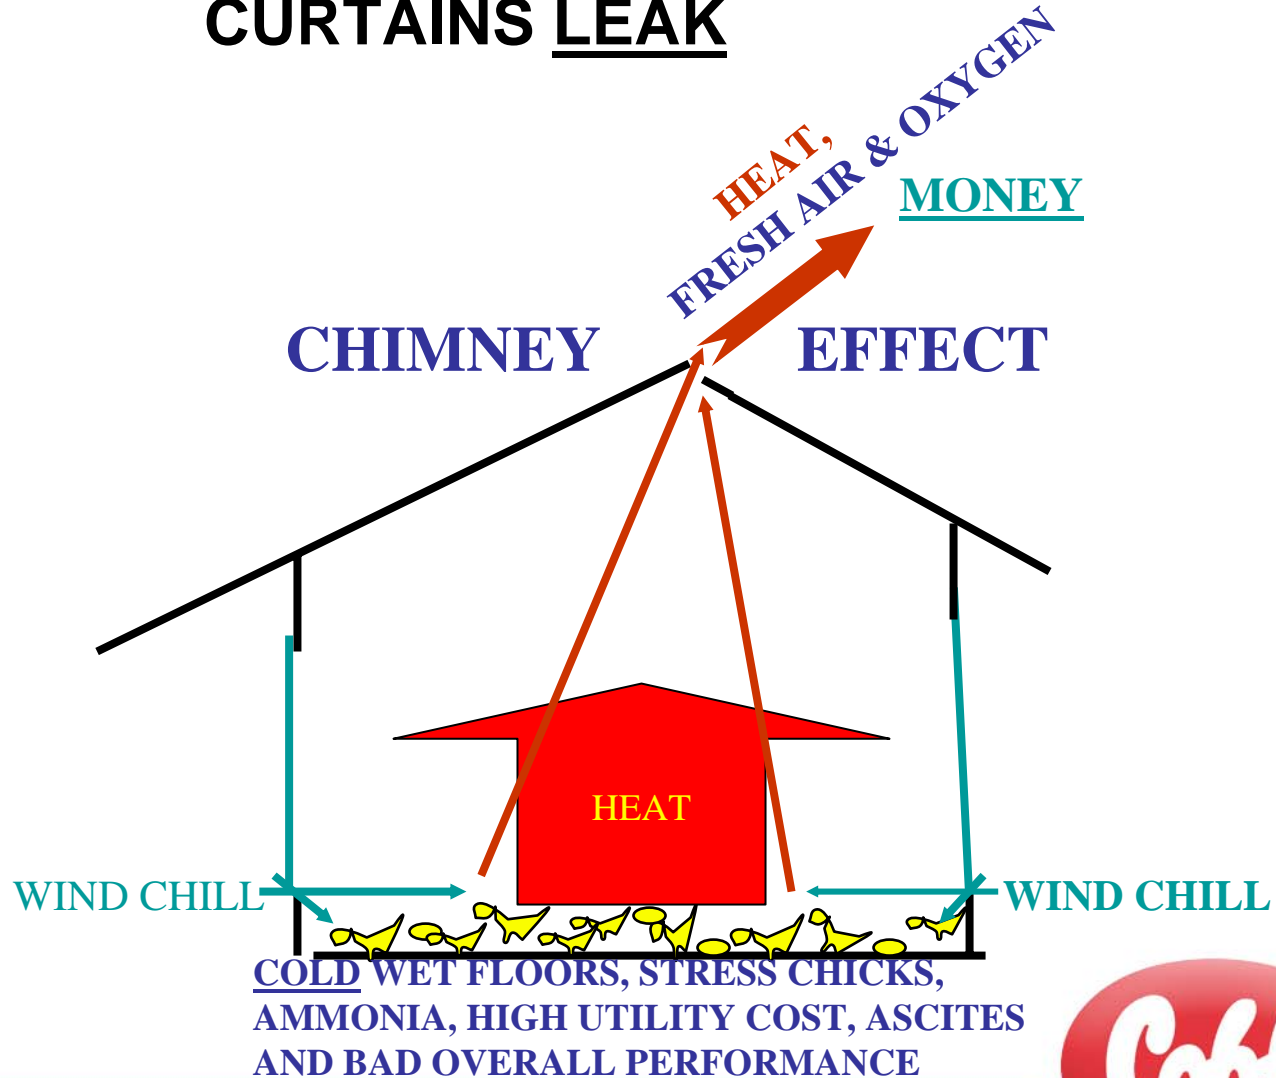 CURTAINS LEAK
HEAT,
FRESH AIR & OXYGEN
MONEY
CHIMNEY EFFECT
HEAT
WIND CHILL
WIND CHILL
COLD WET FLOORS, STRESS CHICKS,
AMMONIA, HIGH UTILITY COST, ASCITES
AND BAD OVERALL PERFORMANCE